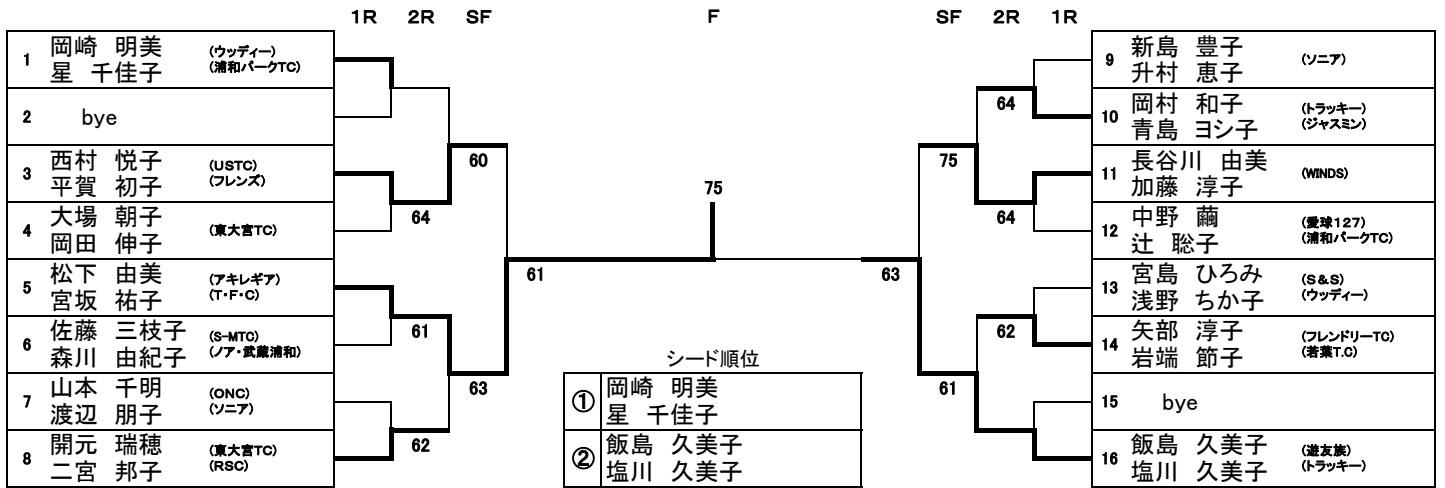 1R 2R SF F SF 2R 1R
1 岡崎 明美 (ウッディー)
星 千佳子 (浦和パークTC)
2 bye
3 西村 悦子 (USTC)
平賀 初子 (フレンズ)
4 大場 朝子 (東大宮TC)
岡田 伸子
5 松下 由美 (アキレギア)
宮坂 祐子 (T・F・C)
6 佐藤 三枝子 (S-MTC)
森川 由紀子 (ノア・武蔵浦和)
7 山本 千明 (ONC)
渡辺 朋子 (ソニア)
8 開元 瑞穂 (東大宮TC)
二宮 邦子 (RSC)
64
61
62
60
63
61
75
シード順位
① 岡崎 明美
星 千佳子
② 飯島 久美子
塩川 久美子
63
75
61
64
64
62
9 新島 豊子 (ソニア)
升村 恵子
10 岡村 和子 (トラッキー)
青島 ヨシ子 (ジャスミン)
11 長谷川 由美 (WINDS)
加藤 淳子
12 中野 繭 (愛球127)
辻 聡子 (浦和パークTC)
13 宮島 ひろみ (S&S)
浅野 ちか子 (ウッディー)
14 矢部 淳子 (フレンドリーTC)
岩端 節子 (若葉T.C)
15 bye
16 飯島 久美子 (遊友族)
塩川 久美子 (トラッキー)